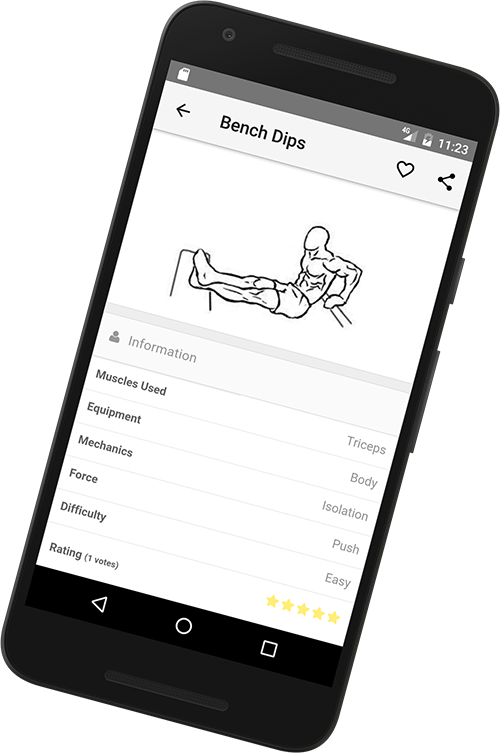 4G 11:23
Bench Dips
Information
Muscles Used Triceps
Equipment Body
Mechanics Isolation
Force Push
Difficulty Easy
Rating (1 votes)